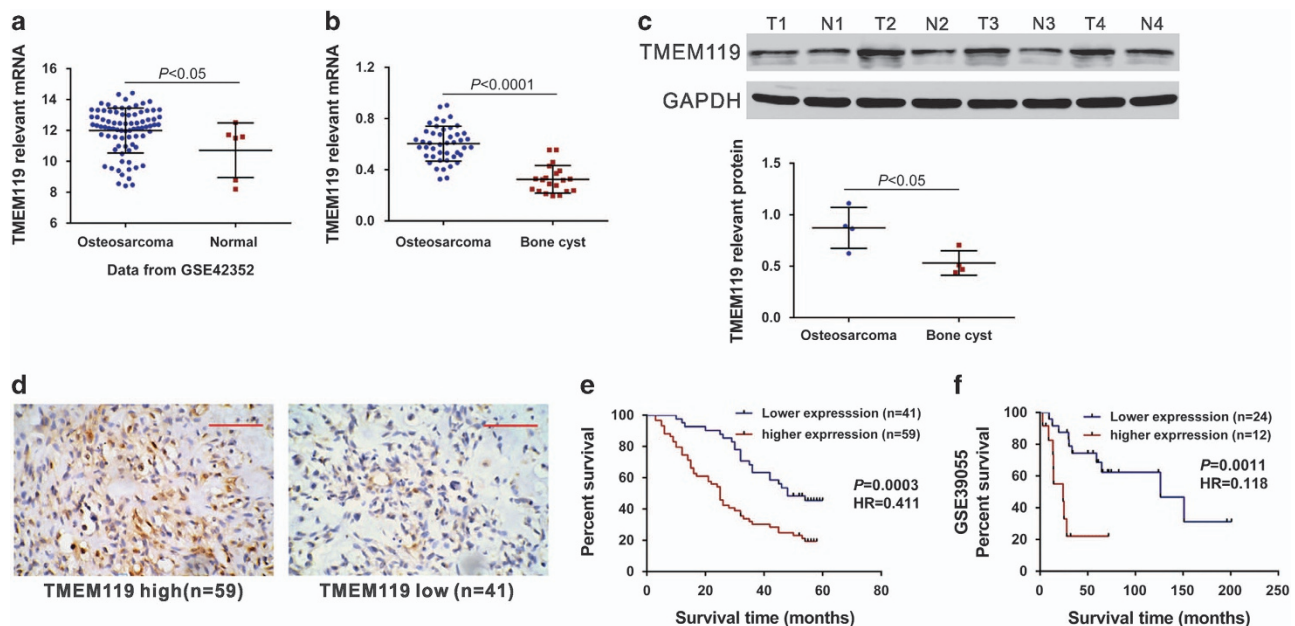 a
TMEM119 relevant mRNA
16
14
12
10
8
6
P<0.05
Osteosarcoma
Normal
Data from GSE42352
b
TMEM119 relevant mRNA
1.2
0.8
0.4
0.0
P<0.0001
Osteosarcoma
Bone cyst
c
T1 N1 T2 N2 T3 N3 T4 N4
TMEM119
GAPDH
TMEM119 relevant protein
1.5
1.0
0.5
0.0
P<0.05
Osteosarcoma
Bone cyst
d
TMEM119 high(n=59)
TMEM119 low (n=41)
e
Percent survival
100
80
60
40
20
0
Lower expresssion (n=41)
higher exprression (n=59)
P=0.0003
HR=0.411
0 20 40 60 80
Survival time (months)
f
GSE39055
Percent survival
100
80
60
40
20
0
Lower expresssion (n=24)
higher exprression (n=12)
P=0.0011
HR=0.118
0 50 100 150 200 250
Survival time (months)